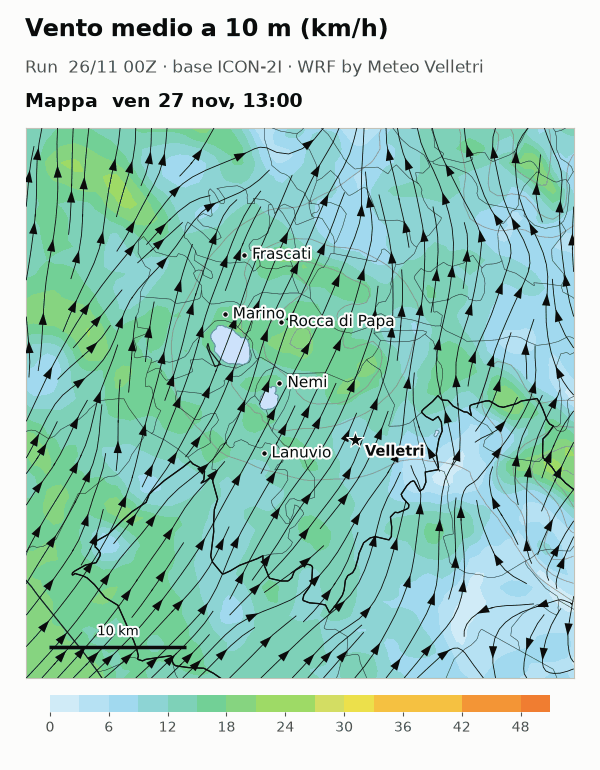 Vento medio a 10 m (km/h)
Run  26/11 00Z · base ICON-2I · WRF by Meteo Velletri
Mappa  ven 27 nov, 13:00
Frascati
Marino
Rocca di Papa
Nemi
Velletri
Lanuvio
10 km
0 6 12 18 24 30 36 42 48